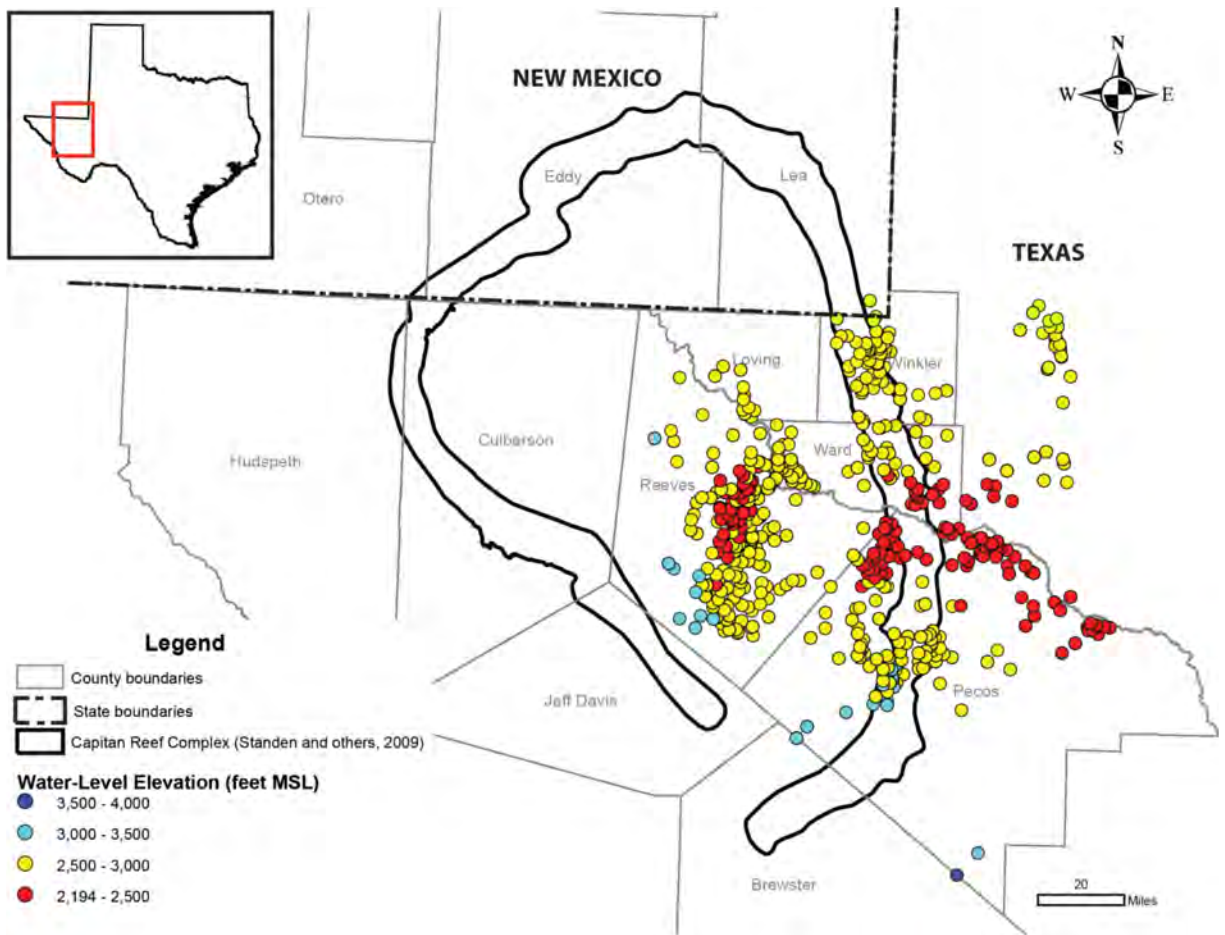 NEW MEXICO
N
W
E
S
Eddy
Lea
Otero
TEXAS
Loving
Winkler
Culberson
Ward
Hudspeth
Reeves
Legend
County boundaries
State boundaries
Capitan Reef Complex (Standen and others, 2009)
Jeff Davis
Pecos
Water-Level Elevation (feet MSL)
3,500 - 4,000
3,000 - 3,500
2,500 - 3,000
2,194 - 2,500
Brewster
20
Miles